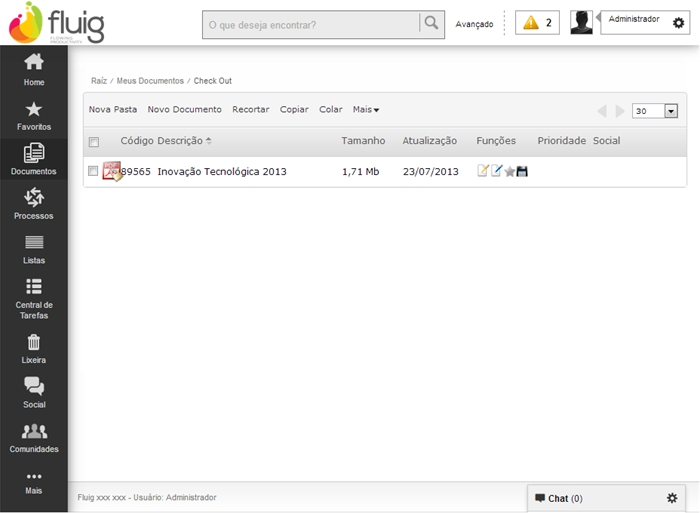 fluig
FLOWING PRODUCTIVITY
O que deseja encontrar?
Avançado
2
Administrador
Home
Favoritos
Documentos
Processos
Listas
Central de
Tarefas
Lixeira
Social
Comunidades
Mais
Raíz / Meus Documentos / Check Out
Nova Pasta Novo Documento Recortar Copiar Colar Mais
30
Código Descrição Tamanho Atualização Funções Prioridade Social
89565 Inovação Tecnológica 2013 1,71 Mb 23/07/2013
Fluig xxx xxx - Usuário: Administrador
Chat (0)